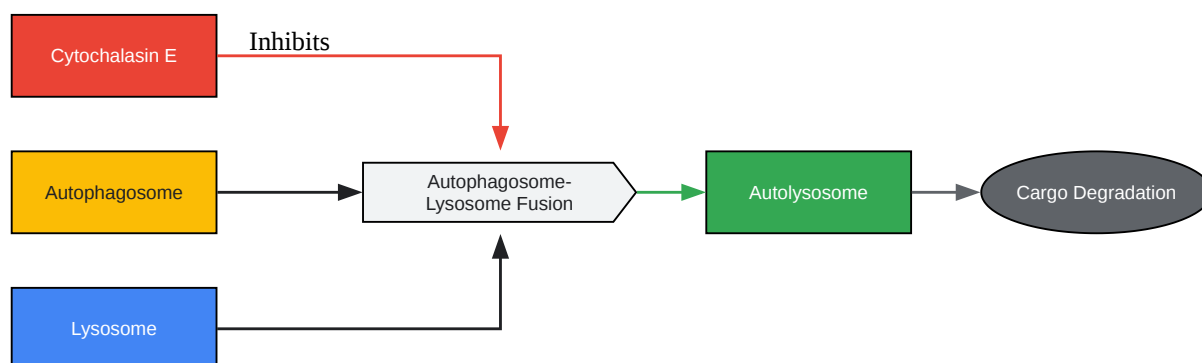 Cytochalasin E
Inhibits
Autophagosome
Autophagosome-
Lysosome Fusion
Autolysosome
Cargo Degradation
Lysosome